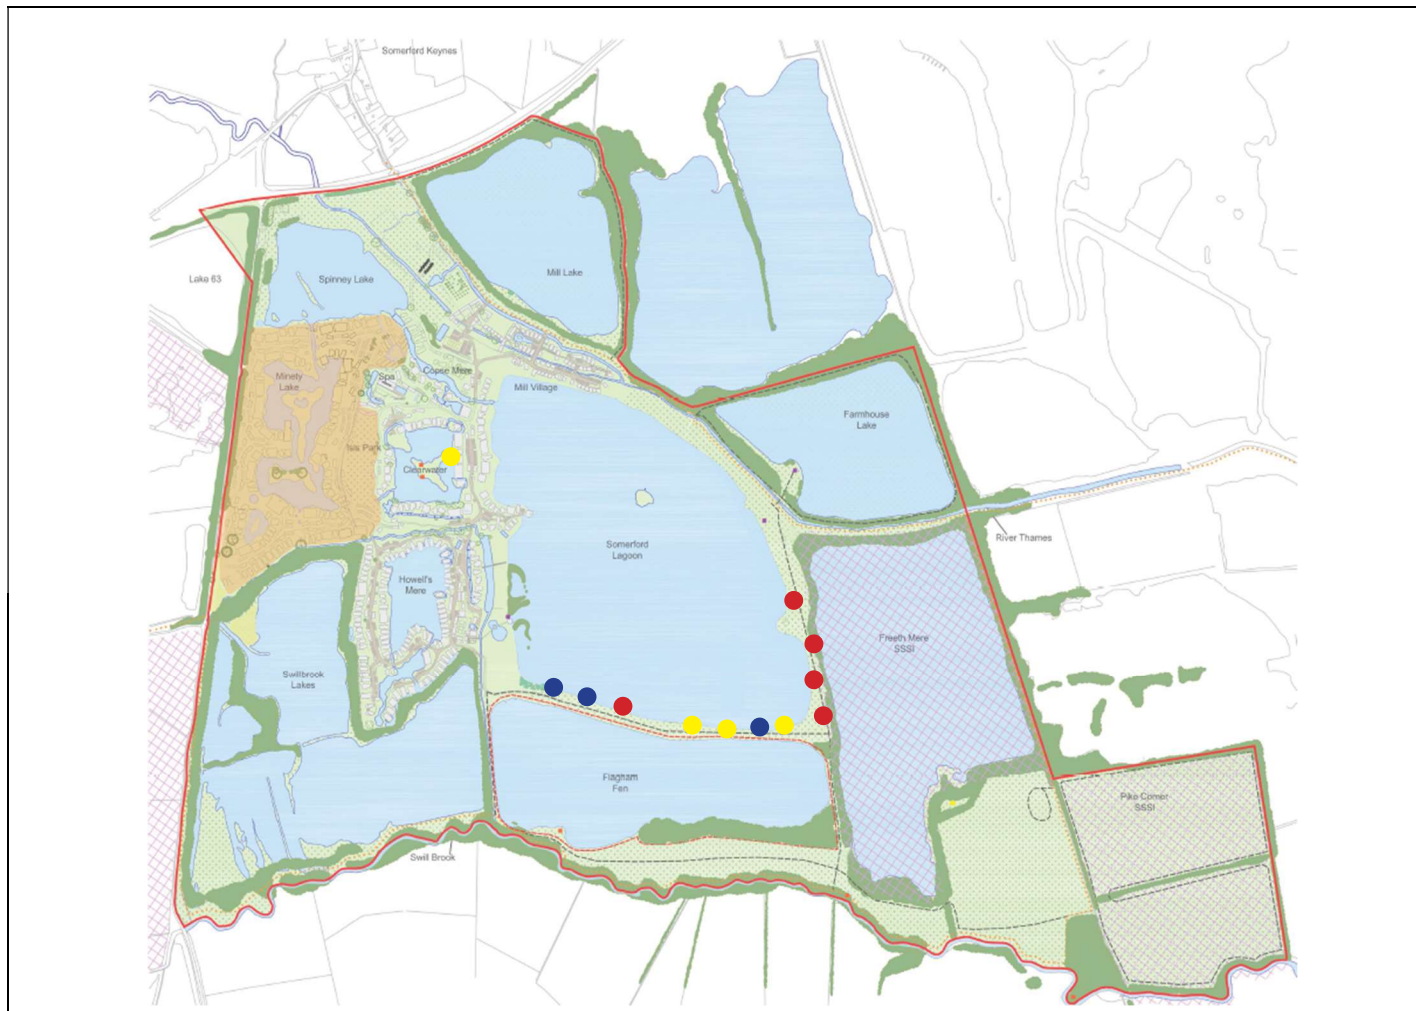 Somerford Keynes
Lake 63
Spinney Lake
Mill Lake
Minety
Lake
Spa
Copse Mere
Mill Village
Farmhouse
Lake
Isis Park
Clearwater
River Thames
Somerford
Lagoon
Howell's
Mere
Freeth Mere
SSSI
Swillbrook
Lakes
Flagham
Fen
Pike Corner
SSSI
Swill Brook